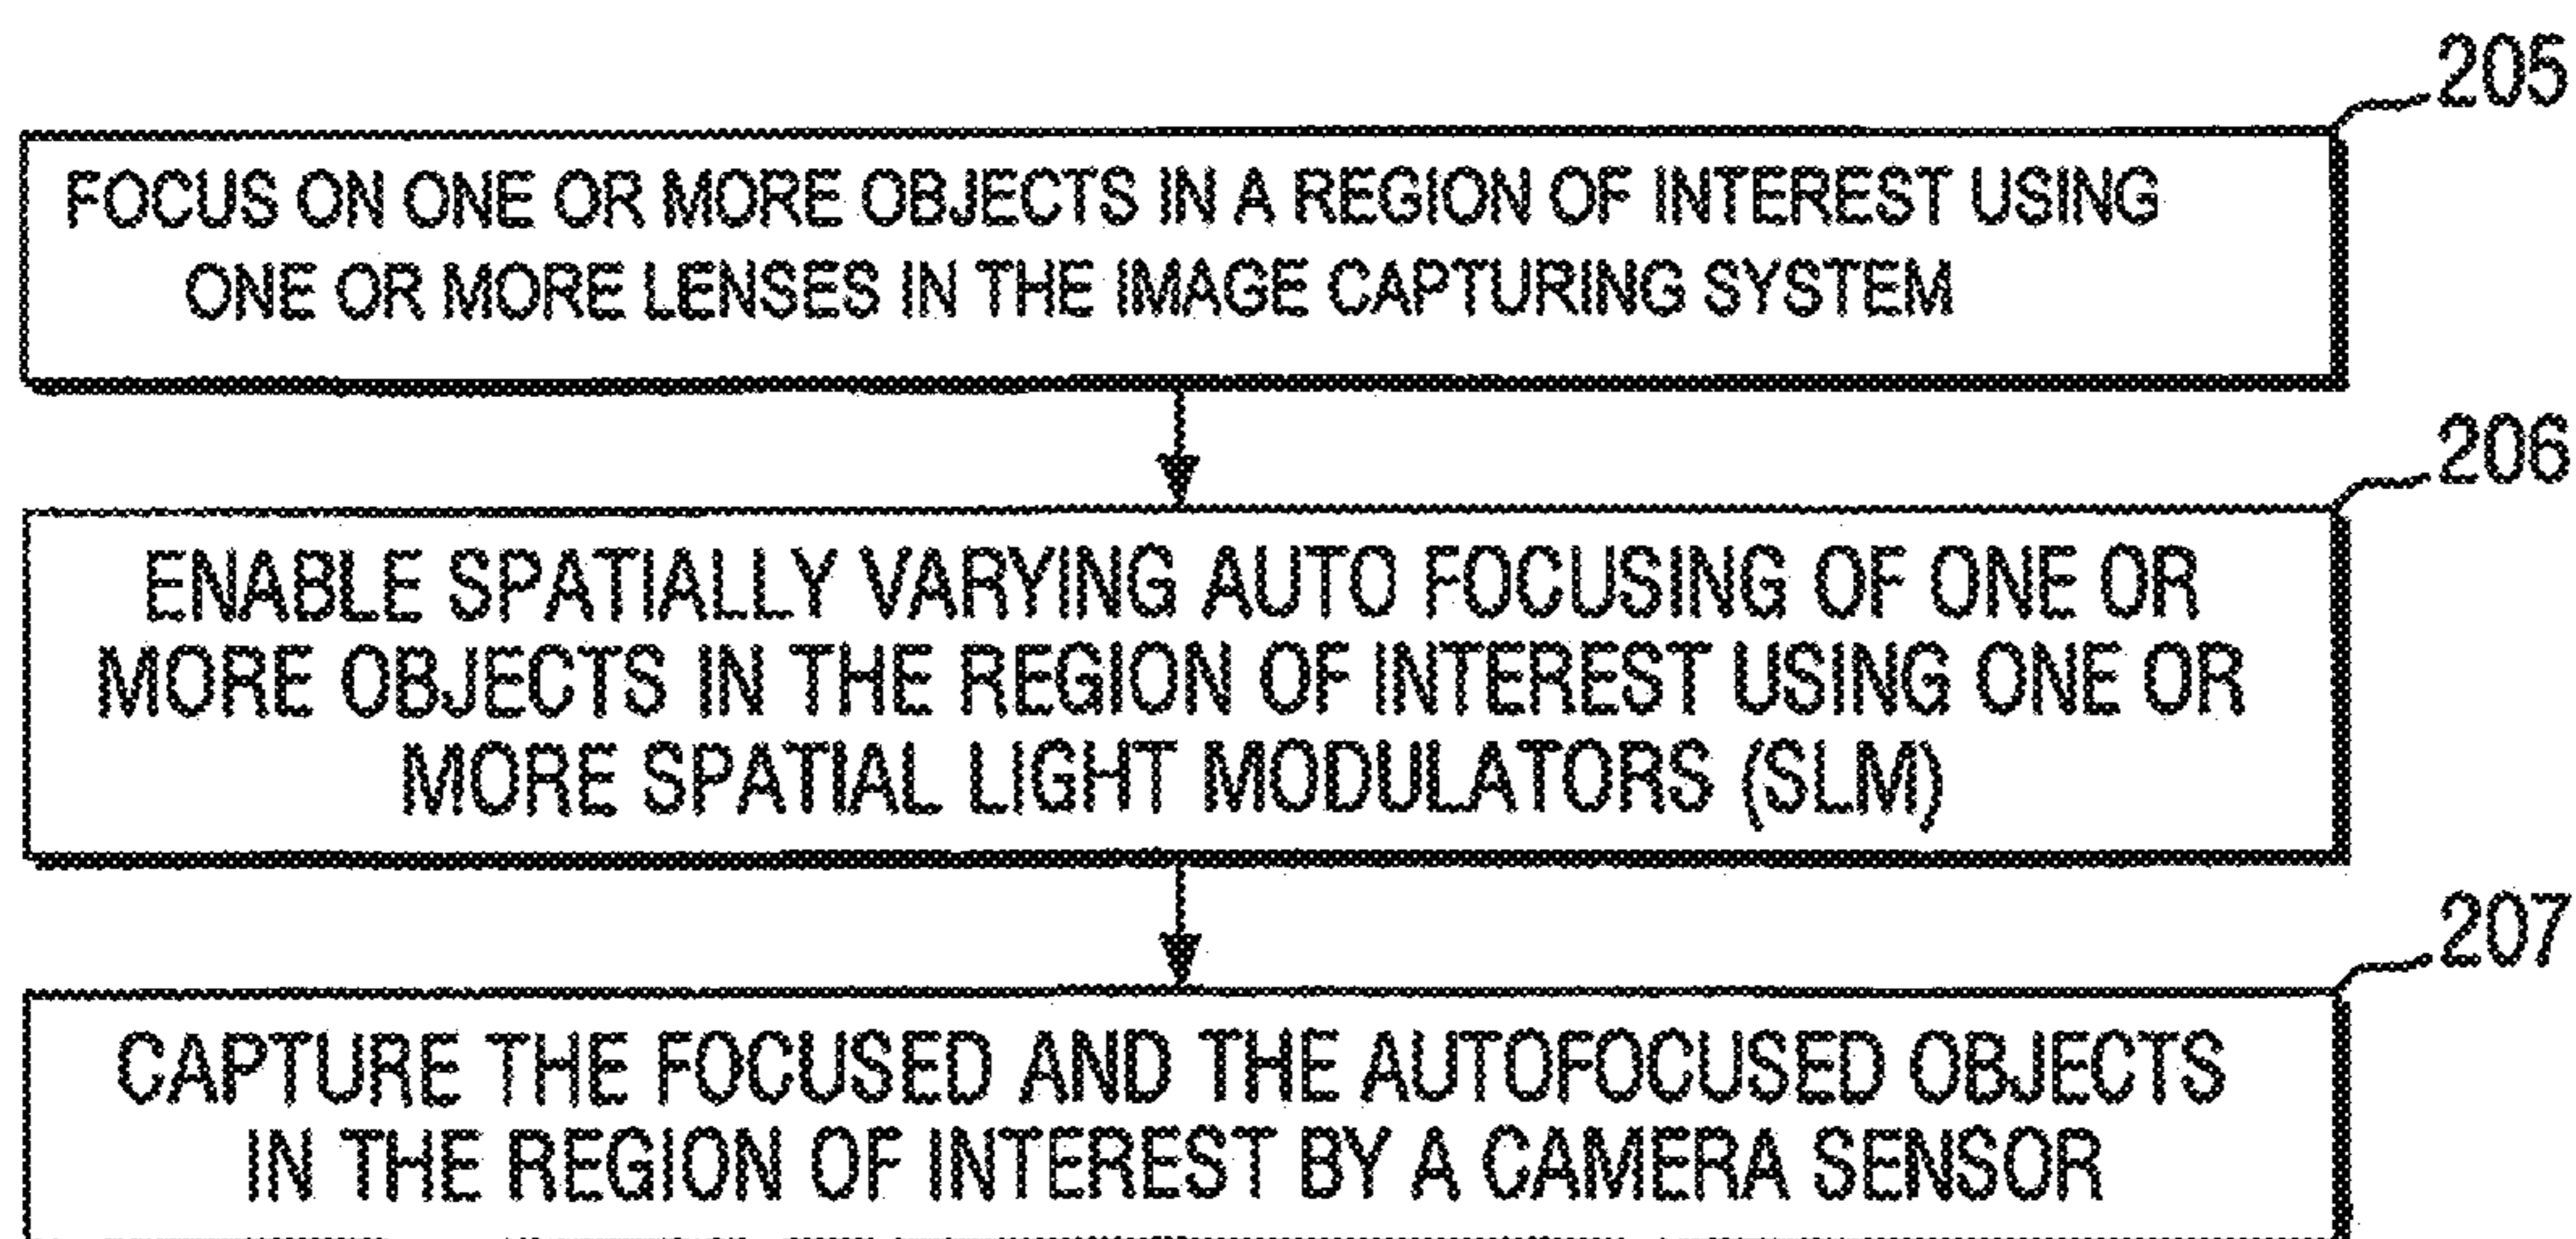 205
FOCUS ON ONE OR MORE OBJECTS IN A REGION OF INTEREST USING
ONE OR MORE LENSES IN THE IMAGE CAPTURING SYSTEM
206
ENABLE SPATIALLY VARYING AUTO FOCUSING OF ONE OR
MORE OBJECTS IN THE REGION OF INTEREST USING ONE OR
MORE SPATIAL LIGHT MODULATORS (SLM)
207
CAPTURE THE FOCUSED AND THE AUTOFOCUSED OBJECTS
IN THE REGION OF INTEREST BY A CAMERA SENSOR